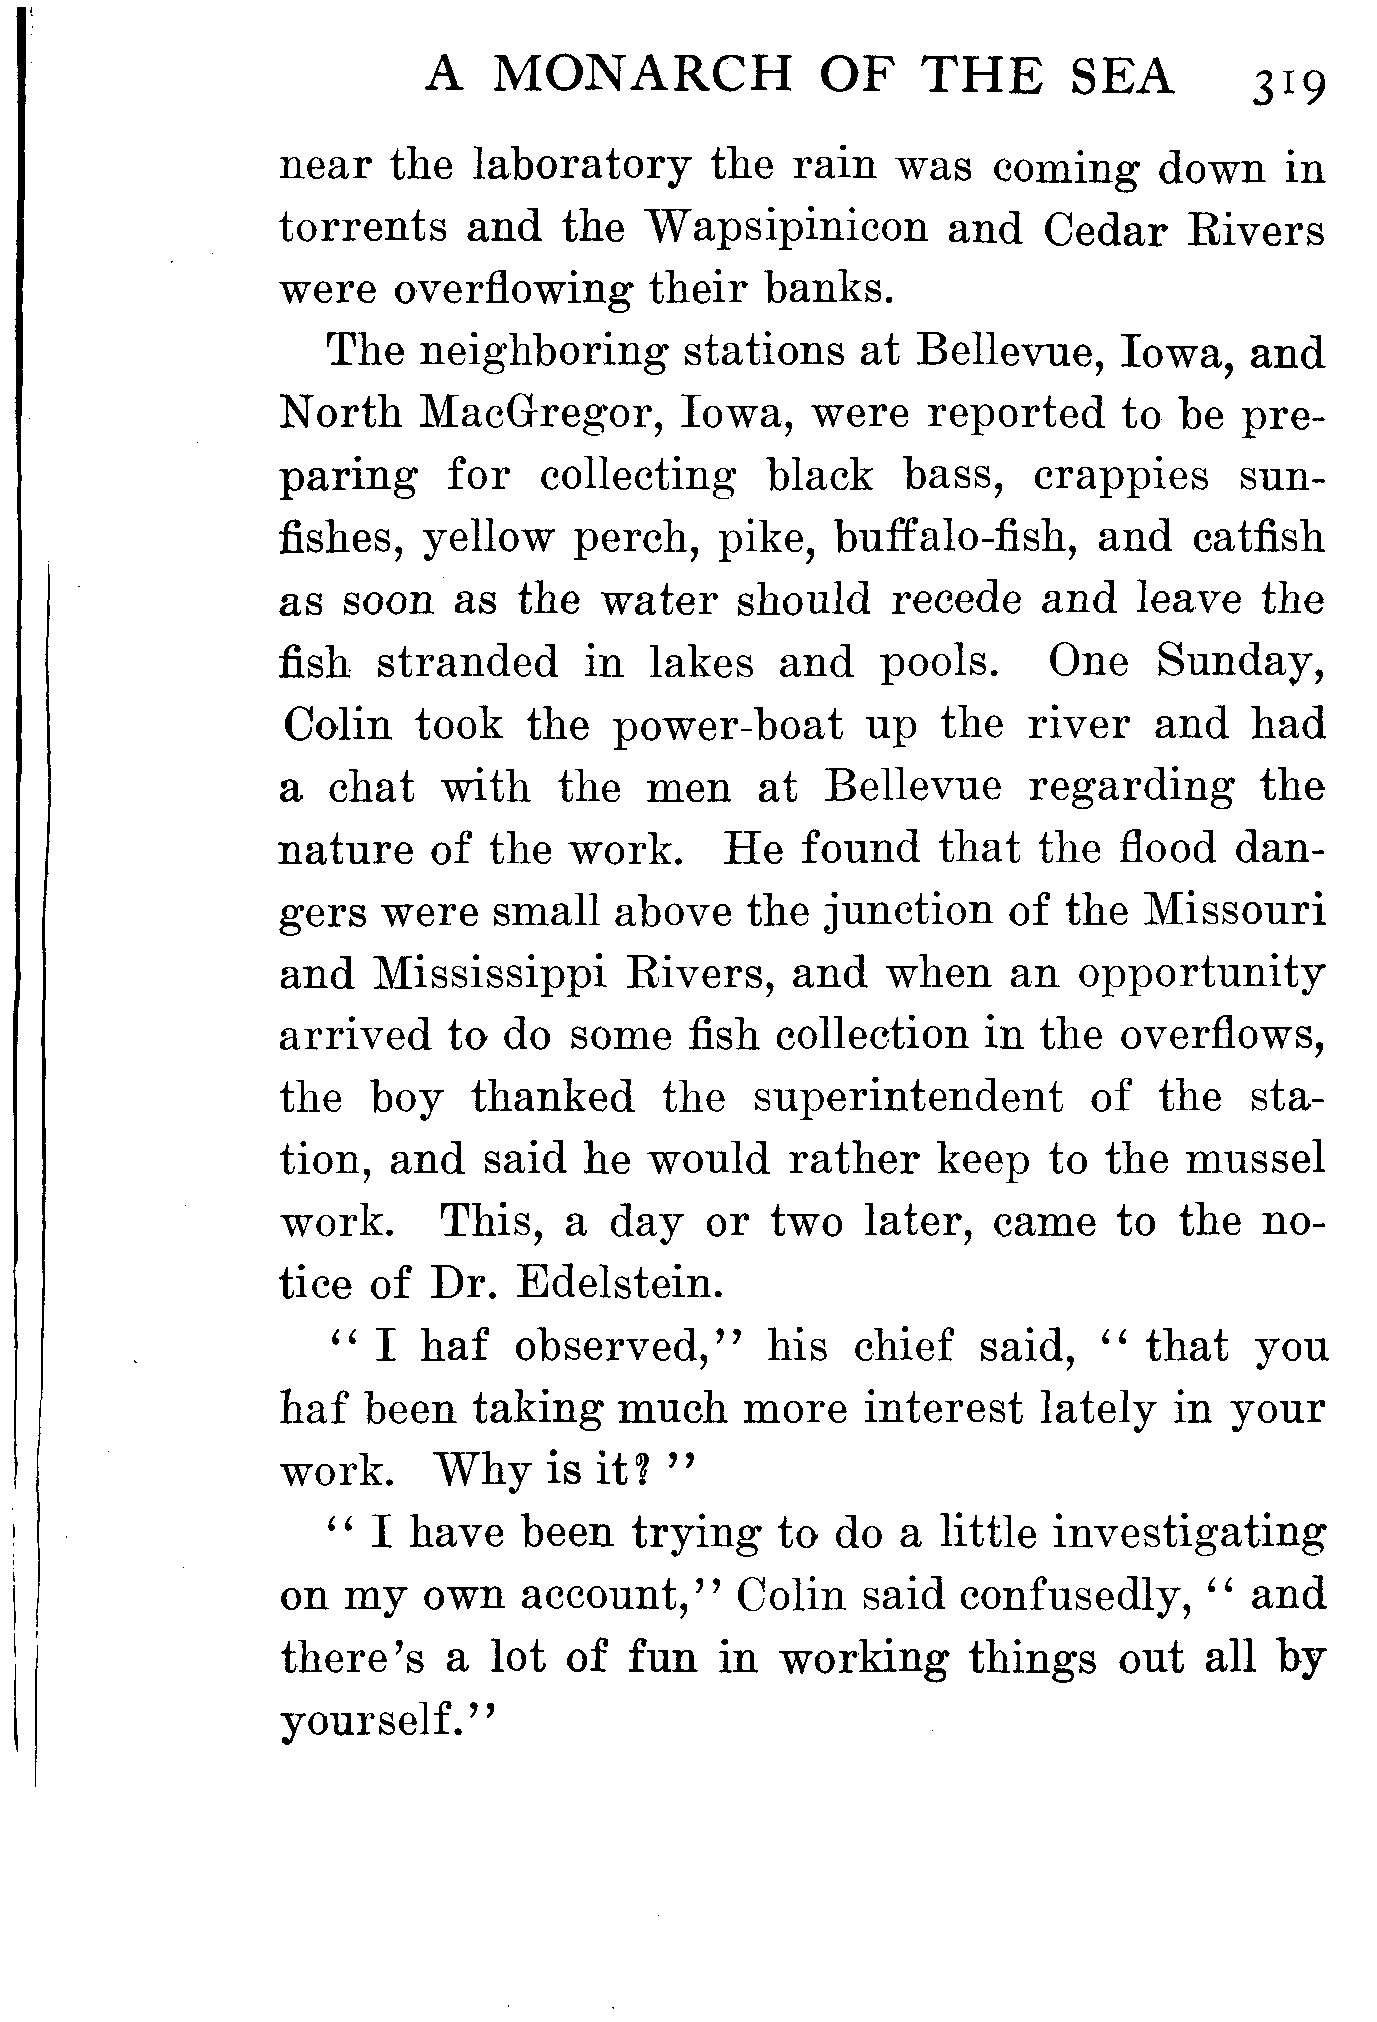 A MONARCH OF THE SEA 319
near the laboratory the rain was coming down in
torrents and the Wapsipinicon and Cedar Rivers
were overflowing their banks.
The neighboring stations at Bellevue, Iowa, and
North MacGregor, Iowa, were reported to be pre-
paring for collecting black bass, crappies sun-
fishes, yellow perch, pike, buffalo-fish, and catfish
as soon as the water should recede and leave the
fish stranded in lakes and pools. One Sunday,
Colin took the power-boat up the river and had
a chat with the men at Bellevue regarding the
nature of the work. He found that the flood dan-
gers were small above the junction of the Missouri
and Mississippi Rivers, and when an opportunity
arrived to do some fish collection in the overflows,
the boy thanked the superintendent of the sta-
tion, and said he would rather keep to the mussel
work. This, a day or two later, came to the no-
tice of Dr. Edelstein.
“ I haf observed,” his chief said, “ that you
haf been taking much more interest lately in your
work. Why is it? ”
“ I have been trying to do a little investigating
on my own account,” Colin said confusedly, “ and
there’s a lot of fun in working things out all by
yourself.”